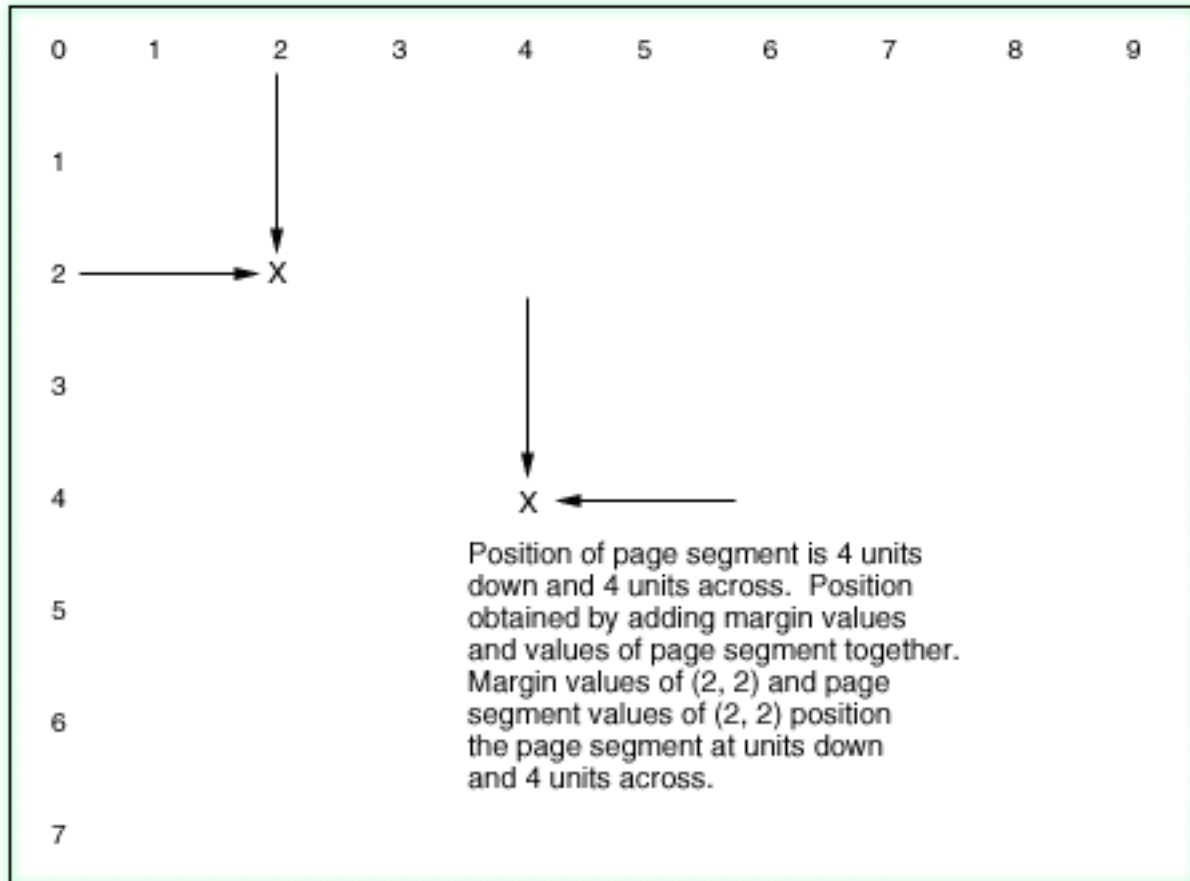 0 1 2 3 4 5 6 7 8 9
1
2 X
3
4 X
Position of page segment is 4 units
down and 4 units across. Position
5
obtained by adding margin values
and values of page segment together.
Margin values of (2, 2) and page
6
segment values of (2, 2) position
the page segment at units down
and 4 units across.
7